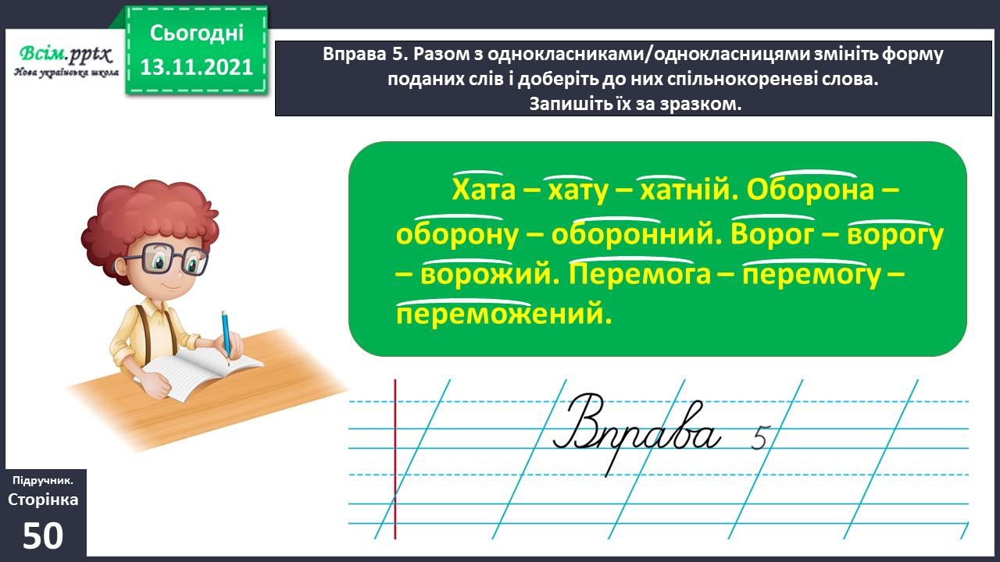 Сьогодні
13.11.2021
Всім.pptx
Нова українська школа
Вправа 5. Разом з однокласниками/однокласницями змініть форму
поданих слів і доберіть до них спільнокореневі слова.
Запишіть їх за зразком.
Хата – хату – хатній. Оборона –
оборону – оборонний. Ворог – ворогу
– ворожий. Перемога – перемогу –
переможений.
Вправа 5
Підручник.
Сторінка
50